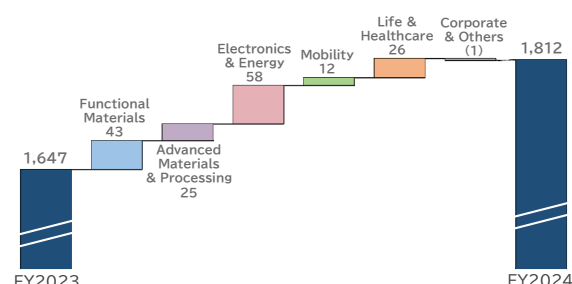 1,647
FY2023
Functional
Materials
43
Advanced
Materials
& Processing
25
Electronics
& Energy
58
Mobility
12
Life &
Healthcare
26
Corporate
& Others
(1)
1,812
FY2024